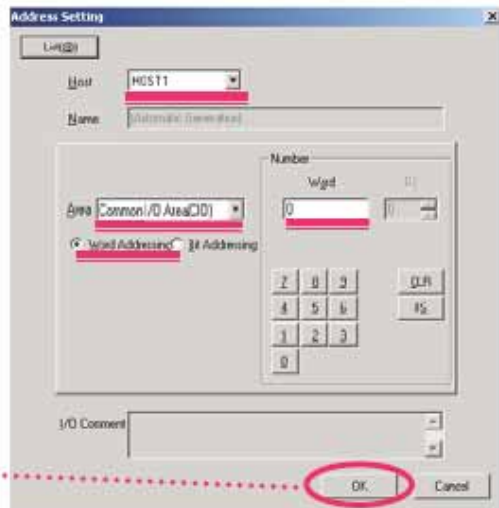 Address Setting
List(B)
Host HOST1
Name (Automatic Generation)
Number
Word
Area Common I/O Area(CIO) 0 0
Word Addressing Bit Addressing
7 8 9 CLR
4 5 6 BS
1 2 3
0
I/O Comment
OK Cancel